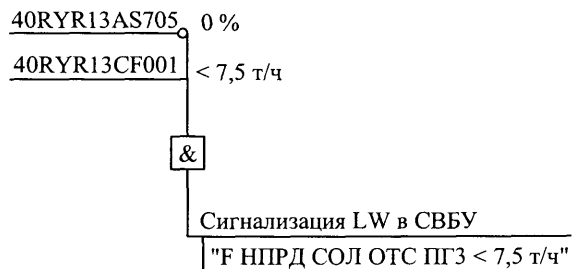 40RYR13AS705 0 %
40RYR13CF001 < 7,5 т/ч
&
Сигнализация LW в СВБУ
"F НПРД СОЛ ОТС ПГ3 < 7,5 т/ч"